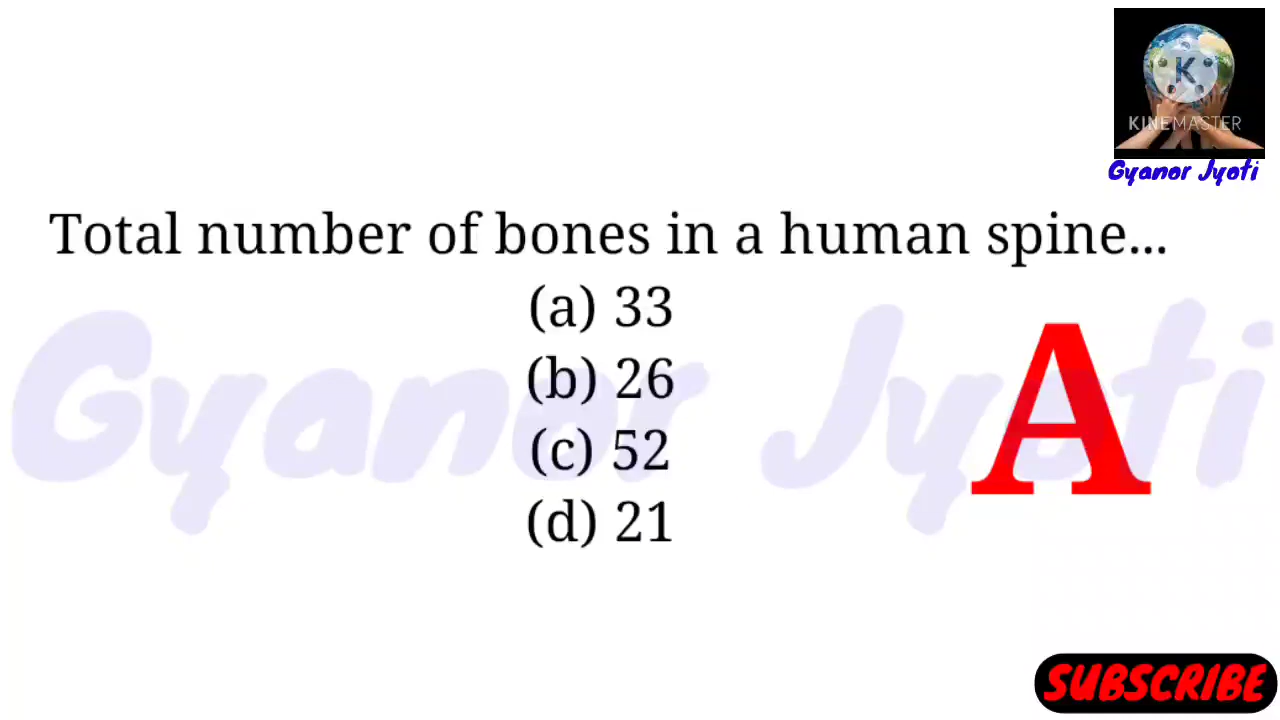 K
KINEMASTER
Gyanor Jyoti
Total number of bones in a human spine...
(a) 33
(b) 26
(c) 52
(d) 21
A
Gyanor Jyoti
SUBSCRIBE